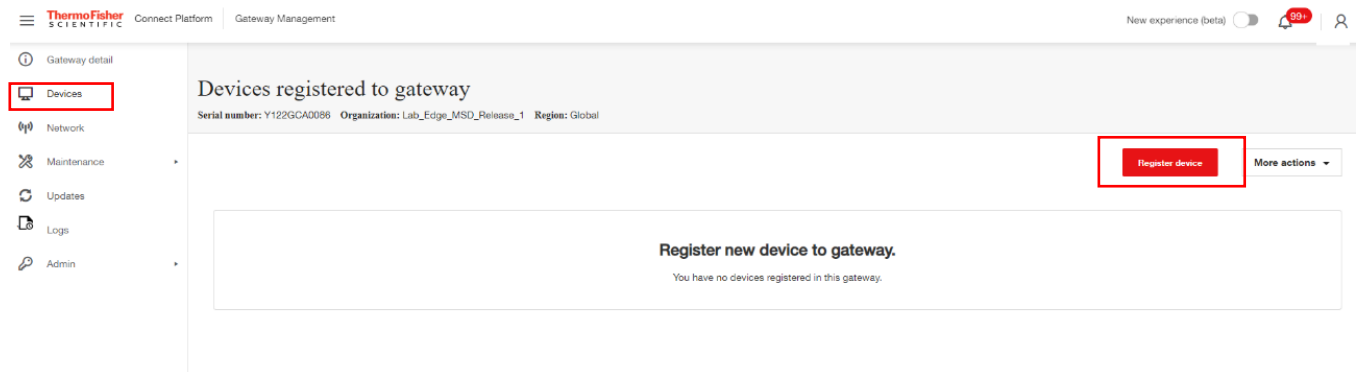 ThermoFisher SCIENTIFIC Connect Platform Gateway Management New experience (beta) 99+
Gateway detail
Devices
Network
Maintenance
Updates
Logs
Admin
Devices registered to gateway
Serial number: Y122GCA0086 Organization: Lab_Edge_MSD_Release_1 Region: Global
Register device More actions
Register new device to gateway.
You have no devices registered in this gateway.